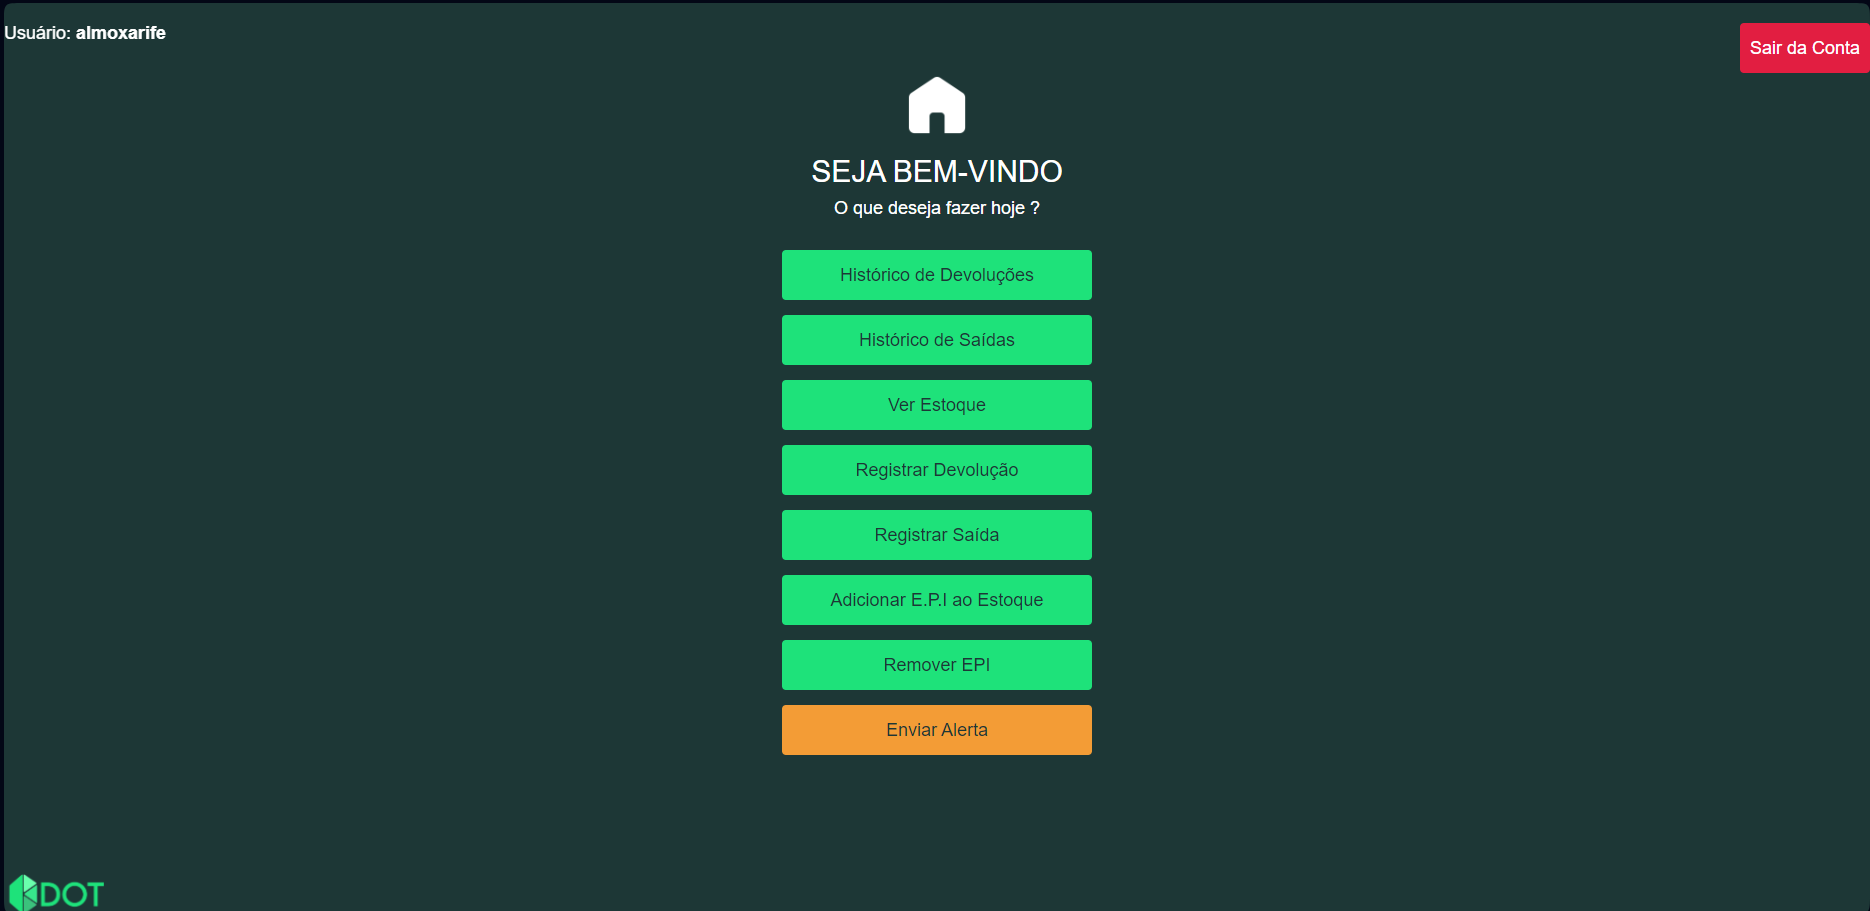 Usuário: almoxarife
Sair da Conta
SEJA BEM-VINDO
O que deseja fazer hoje ?
Histórico de Devoluções
Histórico de Saídas
Ver Estoque
Registrar Devolução
Registrar Saída
Adicionar E.P.I ao Estoque
Remover EPI
Enviar Alerta
DOT